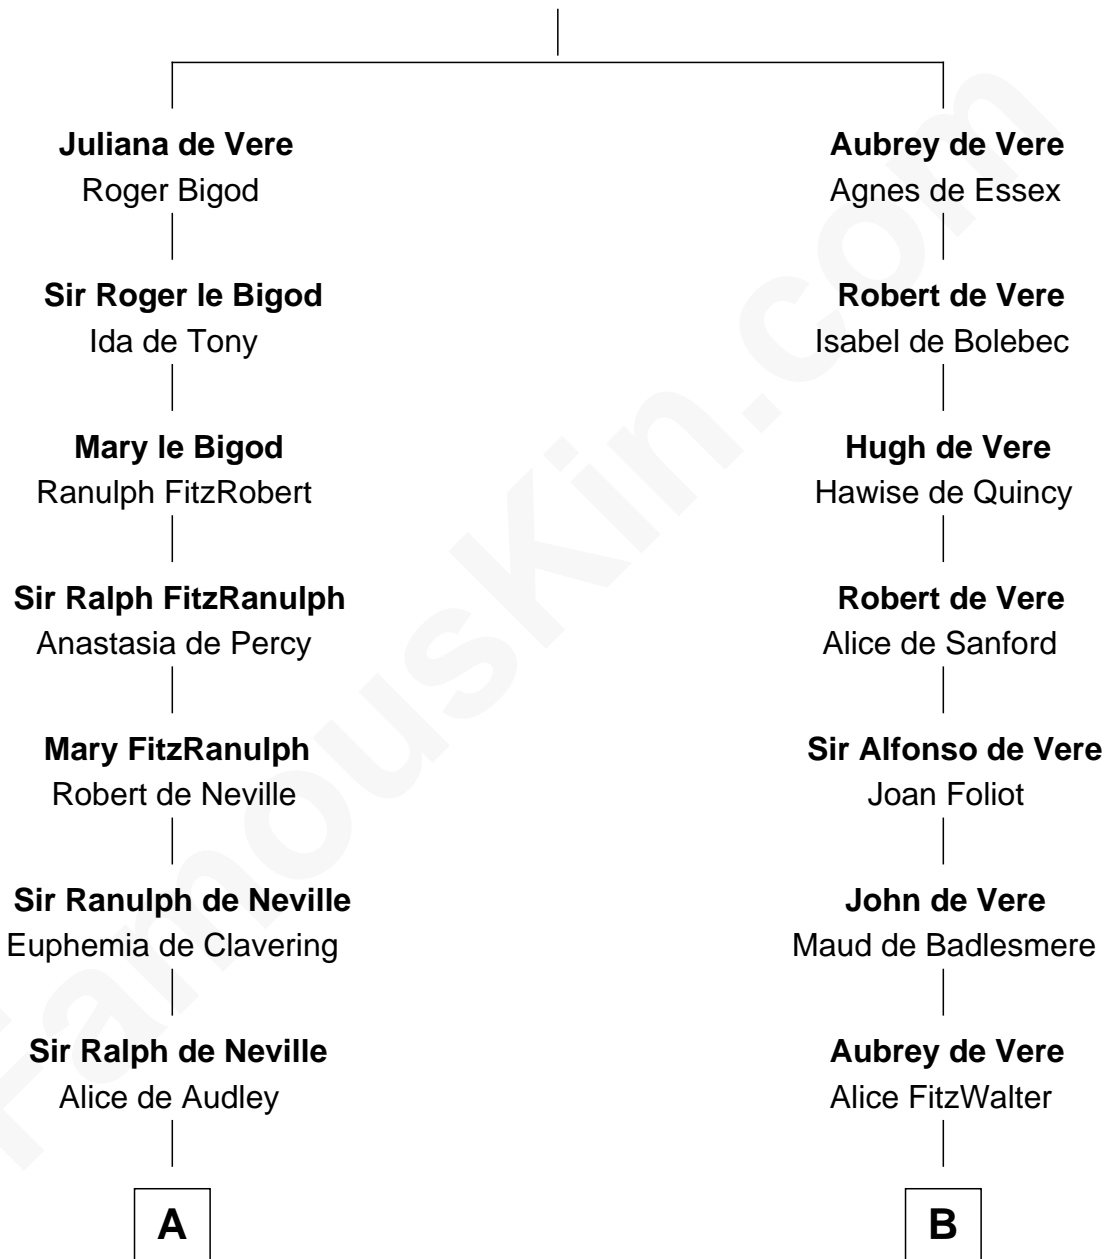 Juliana de Vere
Roger Bigod
Sir Roger le Bigod
Ida de Tony
Mary le Bigod
Ranulph FitzRobert
Sir Ralph FitzRanulph
Anastasia de Percy
Mary FitzRanulph
Robert de Neville
Sir Ranulph de Neville
Euphemia de Clavering
Sir Ralph de Neville
Alice de Audley
A
Aubrey de Vere
Agnes de Essex
Robert de Vere
Isabel de Bolebec
Hugh de Vere
Hawise de Quincy
Robert de Vere
Alice de Sanford
Sir Alfonso de Vere
Joan Foliot
John de Vere
Maud de Badlesmere
Aubrey de Vere
Alice FitzWalter
B
FamousKin.com